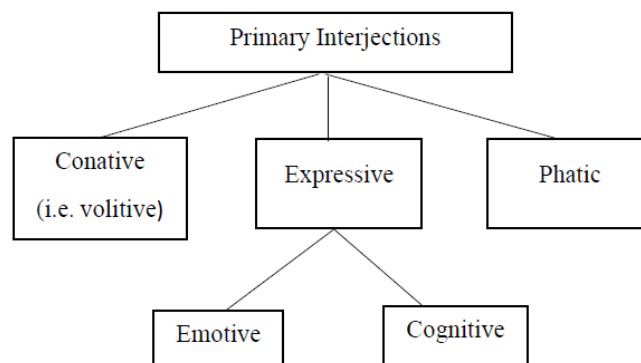 Primary Interjections
Conative
(i.e. volitive)
Expressive
Phatic
Emotive
Cognitive